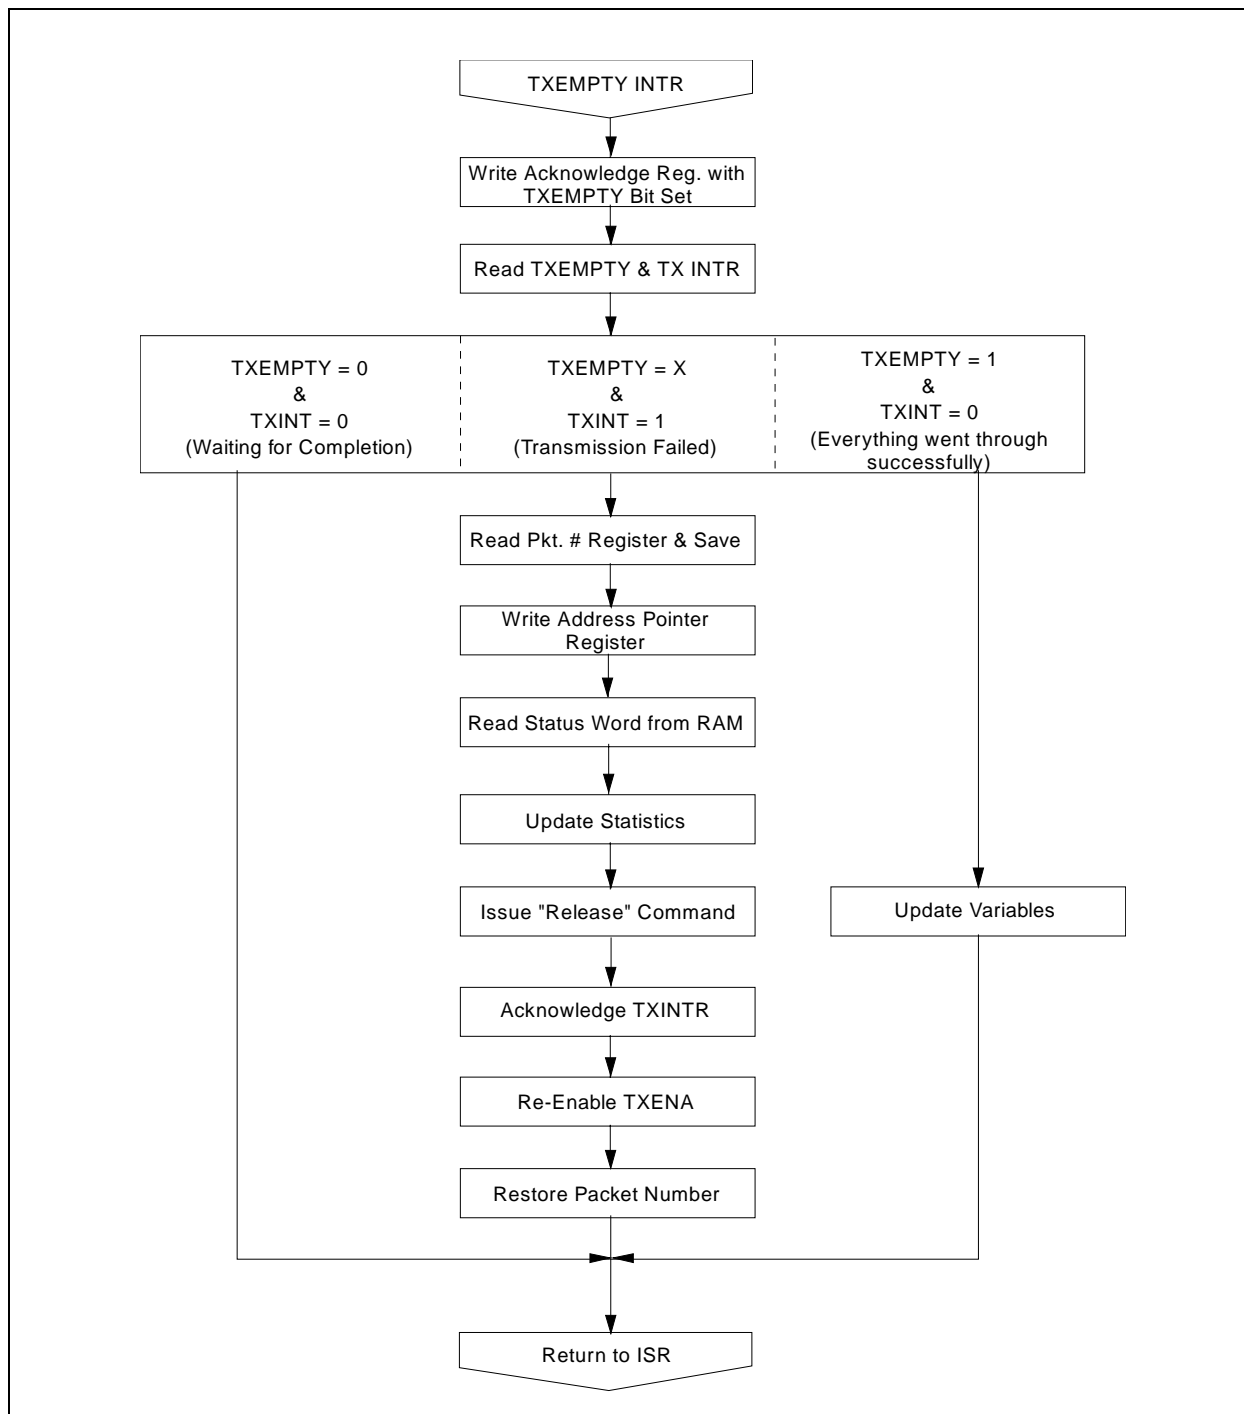 TXEMPTY INTR
Write Acknowledge Reg. with
TXEMPTY Bit Set
Read TXEMPTY & TX INTR
TXEMPTY = 0
&
TXINT = 0
(Waiting for Completion)
TXEMPTY = X
&
TXINT = 1
(Transmission Failed)
TXEMPTY = 1
&
TXINT = 0
(Everything went through
successfully)
Read Pkt. # Register & Save
Write Address Pointer
Register
Read Status Word from RAM
Update Statistics
Issue "Release" Command
Update Variables
Acknowledge TXINTR
Re-Enable TXENA
Restore Packet Number
Return to ISR